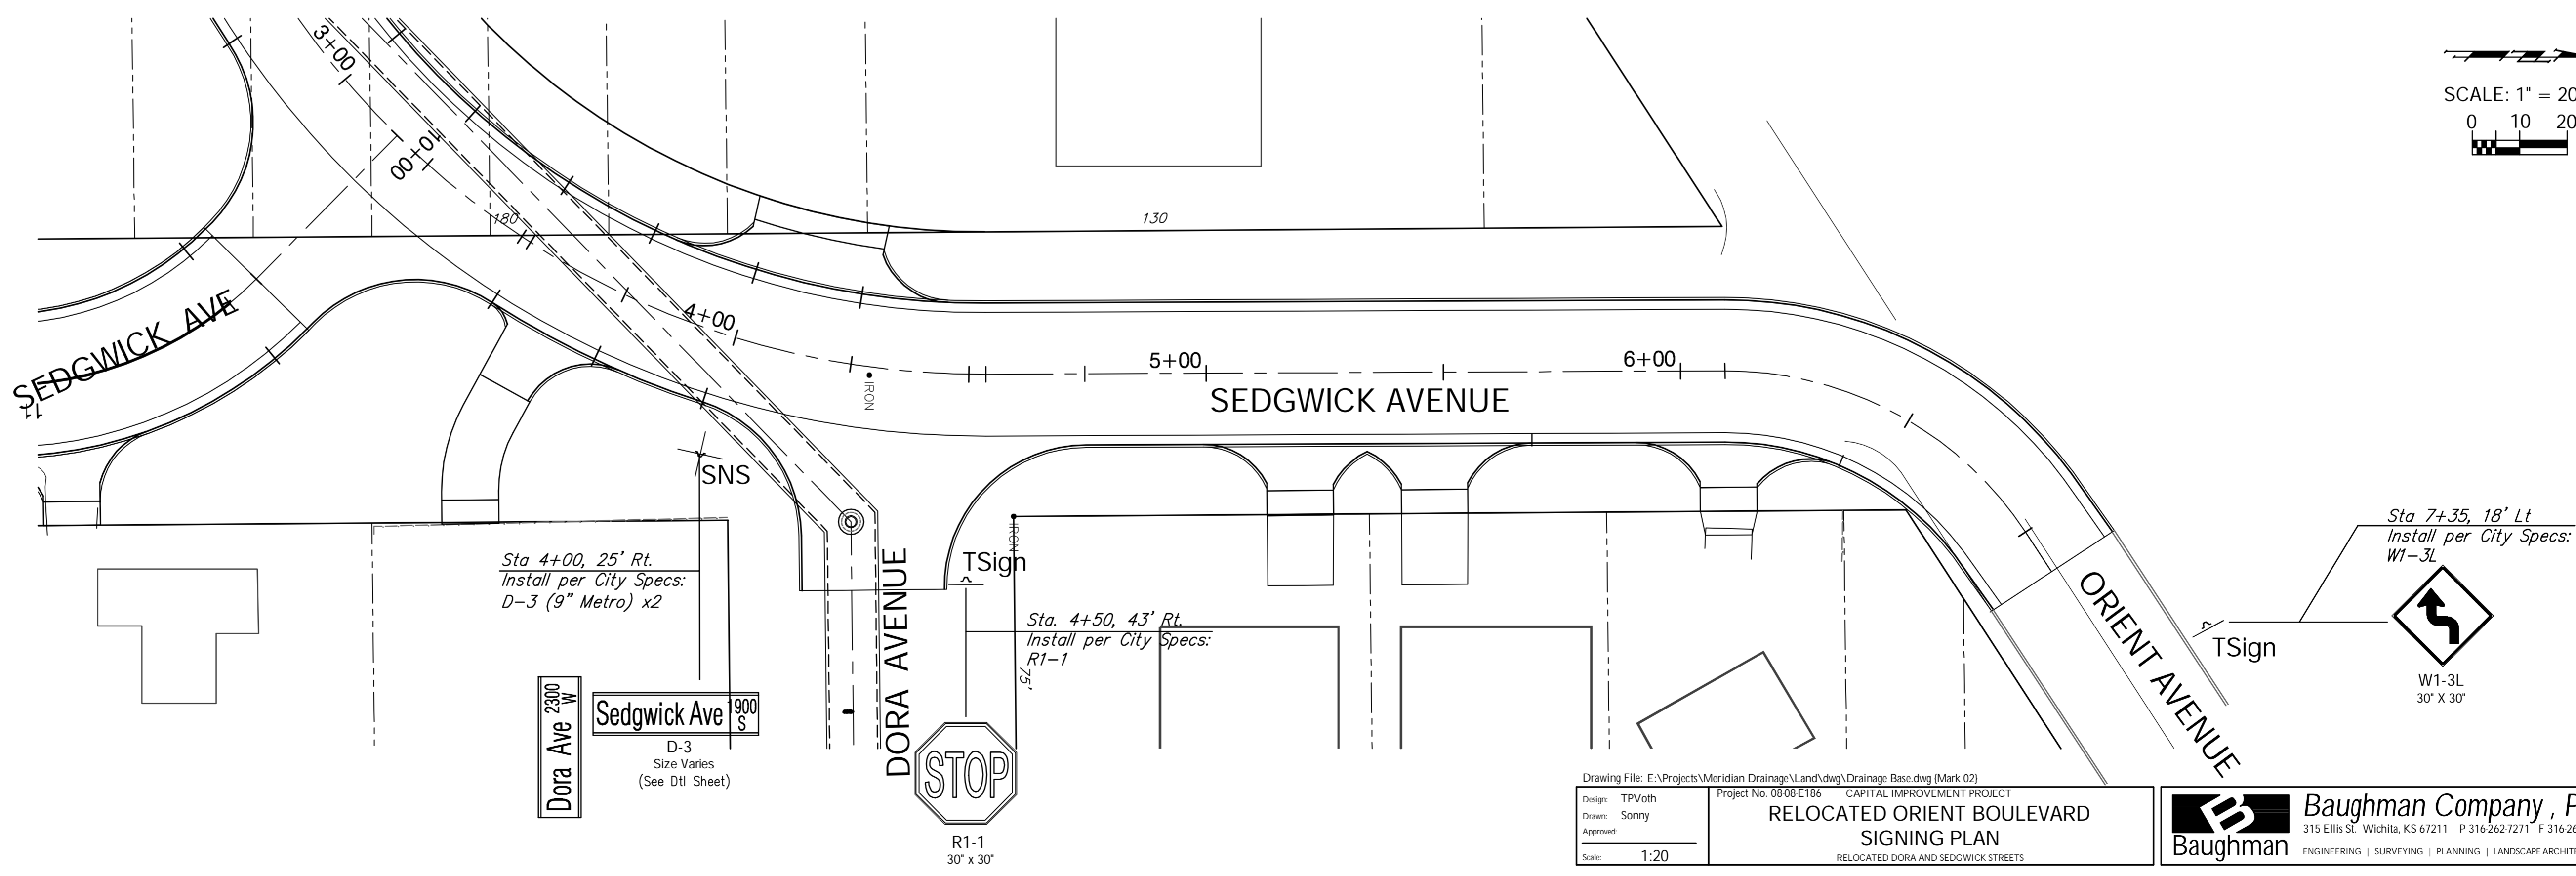 3+00
10+00
180
130
SCALE: 1" = 20
0 10 20
SEDGWICK AVE
4+00
IRON
5+00
6+00
SEDGWICK AVENUE
SNS
Sta 4+00, 25' Rt.
Install per City Specs:
D-3 (9" Metro) x2
IRON
TSign
DORA AVENUE
Sta. 4+50, 43' Rt.
Install per City Specs:
R1-1
75'
Sta 7+35, 18' Lt
Install per City Specs:
W1-3L
ORIENT AVENUE
TSign
W1-3L
30" X 30"
Dora Ave 2300 W
Sedgwick Ave 1900 S
D-3
Size Varies
(See Dtl Sheet)
STOP
R1-1
30" x 30"
Drawing File: E:\Projects\Meridian Drainage\Land\dwg\Drainage Base.dwg (Mark 02)
Design: TPVoth
Drawn: Sonny
Approved:
Scale: 1:20
Project No. 08-08-E186 CAPITAL IMPROVEMENT PROJECT
RELOCATED ORIENT BOULEVARD
SIGNING PLAN
RELOCATED DORA AND SEDGWICK STREETS
Baughman
Baughman Company, P
315 Ellis St. Wichita, KS 67211 P 316-262-7271 F 316-26
ENGINEERING | SURVEYING | PLANNING | LANDSCAPE ARCHITE